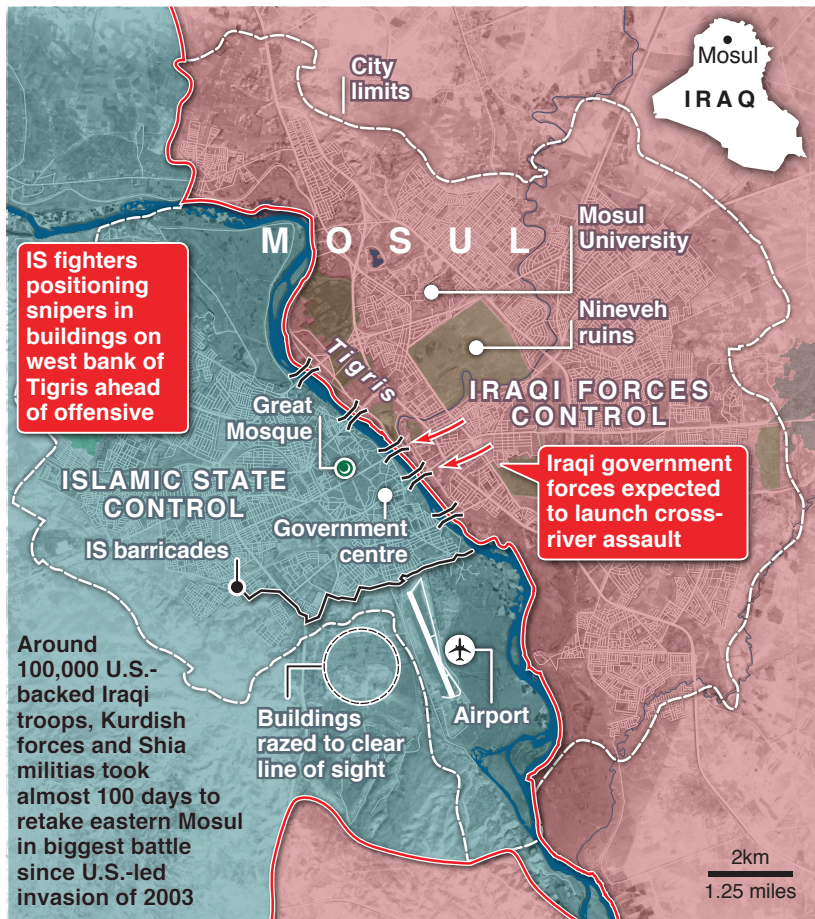 City
limits
Mosul
IRAQ
MOSUL
Mosul
University
Nineveh
ruins
IS fighters
positioning
snipers in
buildings on
west bank of
Tigris ahead
of offensive
Tigris
IRAQI FORCES
CONTROL
Great
Mosque
ISLAMIC STATE
CONTROL
Iraqi government
forces expected
to launch cross-
river assault
Government
centre
IS barricades
Around
100,000 U.S.-
backed Iraqi
troops, Kurdish
forces and Shia
militias took
almost 100 days to
retake eastern Mosul
in biggest battle
since U.S.-led
invasion of 2003
Buildings
razed to clear
line of sight
Airport
2km
1.25 miles